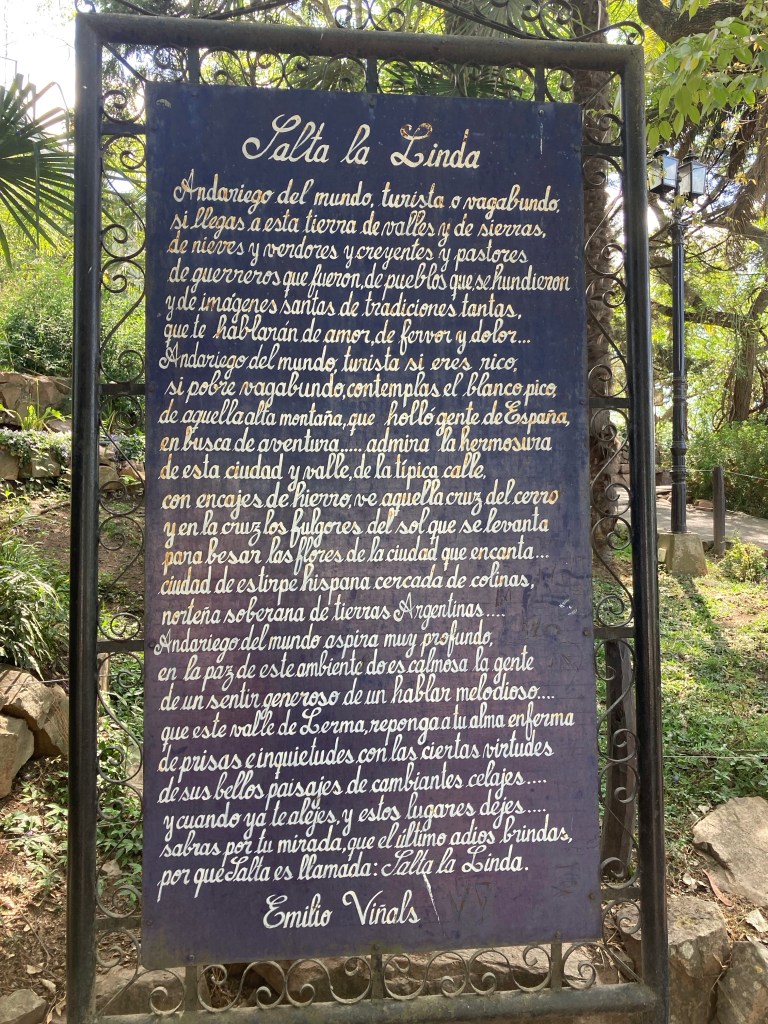 Salta la Linda
Andariego del mundo, turista o vagabundo,
si llegas a esta tierra de valles y de sierras,
de nieves y verdores y creyentes y pastores
de guerreros que fueron, de pueblos que se hundieron
y de imágenes santas de tradiciones tantas,
que te hablarán de amor, de fervor y dolor...
Andariego del mundo, turista si eres rico,
si pobre vagabundo, contemplas el blanco pico,
de aquella alta montaña, que holló gente de España,
en busca de aventura..... admira la hermosura
de esta ciudad y valle, de la típica calle,
con encajes de hierro, ve aquella cruz del cerro
y en la cruz los fulgores del sol que se levanta
para besar las flores de la ciudad que encanta...
ciudad de estirpe hispana cercada de colinas,
norteña soberana de tierras Argentinas....
Andariego del mundo aspira muy profundo,
en la paz de este ambiente do es calmosa la gente
de un sentir generoso de un hablar melodioso....
que este valle de Lerma, reponga a tu alma enferma
de prisas e inquietudes con las ciertas virtudes
de sus bellos paisajes de cambiantes celajes....
y cuando ya te alejes, y estos lugares dejes....
sabras por tu mirada, que el último adios brindas,
por que Salta es llamada: Salta la Linda.
Emilio Viñals